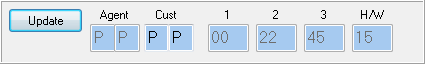 Agent Cust 1 2 3 H/W
Update P P P P 00 22 45 15